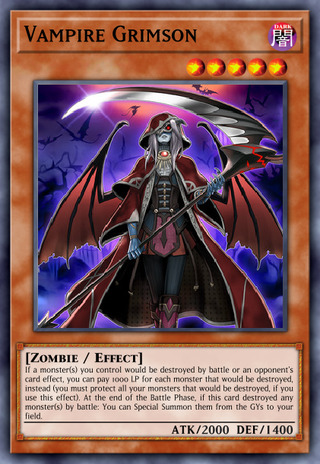 Vampire Grimson
DARK
闇
[Zombie / Effect]
If a monster(s) you control would be destroyed by battle or an opponent's
card effect, you can pay 1000 LP for each monster that would be destroyed,
instead (you must protect all your monsters that would be destroyed, if you
use this effect). At the end of the Battle Phase, if this card destroyed any
monster(s) by battle: You can Special Summon them from the GYs to your
field.
ATK/2000 DEF/1400